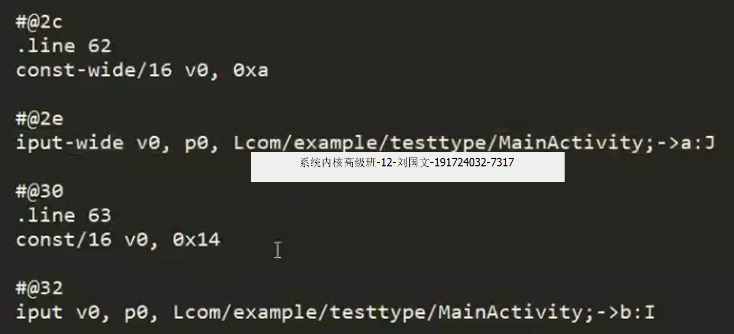 #@2c
.line 62
const-wide/16 v0, 0xa
#@2e
iput-wide v0, p0, Lcom/example/testtype/MainActivity;->a:J
系统内核高级班-12-刘国文-191724032-7317
#@30
.line 63
const/16 v0, 0x14
#@32
iput v0, p0, Lcom/example/testtype/MainActivity;->b:I